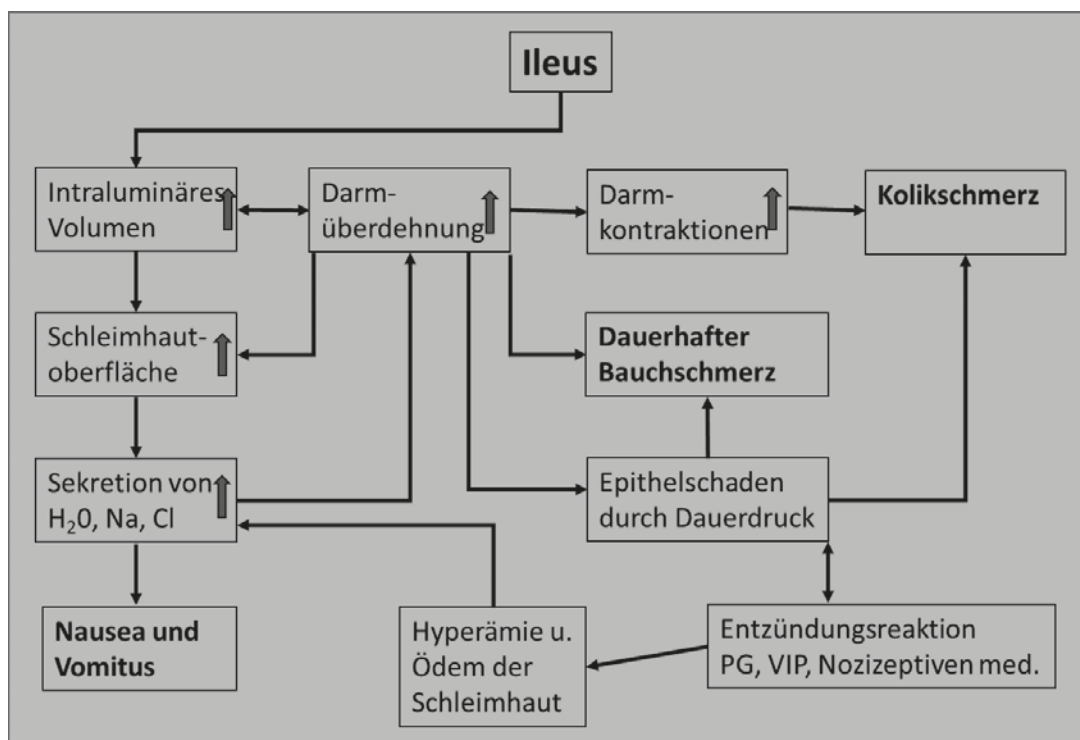 Ileus
Intraluminäres
Volumen
Darm-
überdehnung
Darm-
kontraktionen
Kolikschmerz
Schleimhaut-
oberfläche
Dauerhafter
Bauchschmerz
Sekretion von
H₂0, Na, Cl
Epithelschaden
durch Dauerdruck
Nausea und
Vomitus
Hyperämie u.
Ödem der
Schleimhaut
Entzündungsreaktion
PG, VIP, Nozizeptiven med.